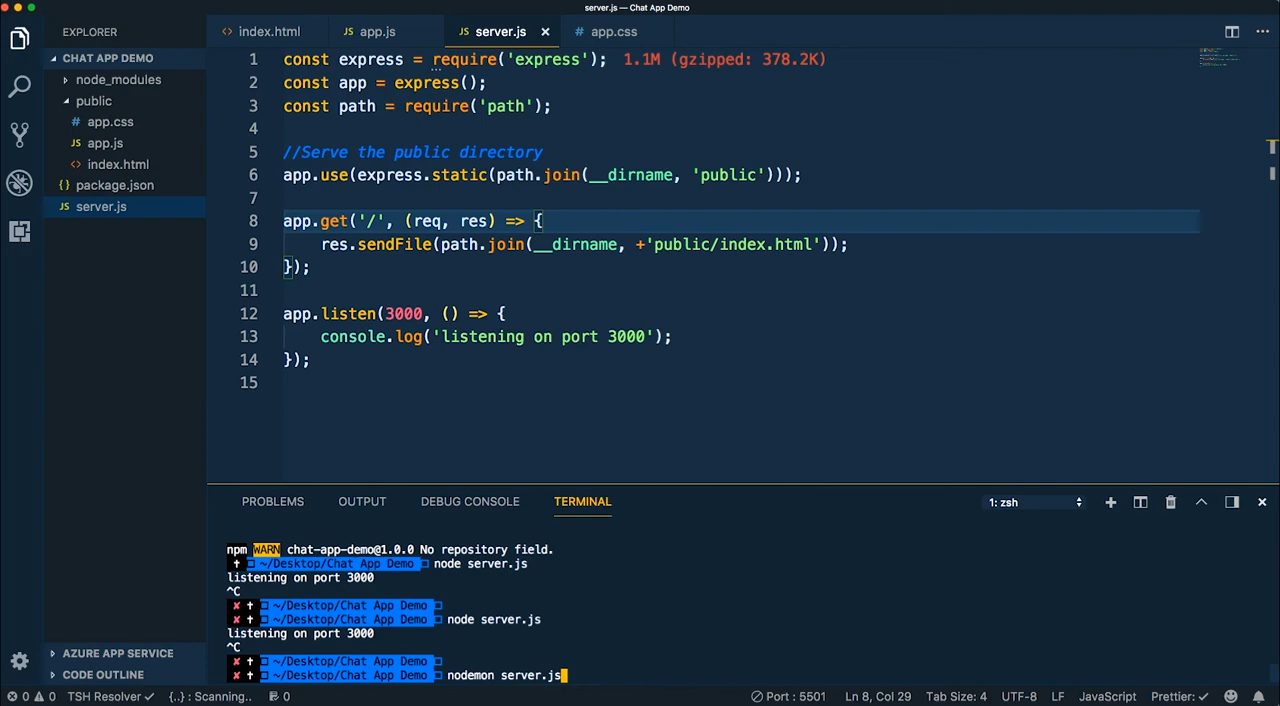 server.js — Chat App Demo
EXPLORER
CHAT APP DEMO
node_modules
public
# app.css
JS app.js
<> index.html
{} package.json
JS server.js
AZURE APP SERVICE
CODE OUTLINE
<> index.html
JS app.js
JS server.js ×
# app.css
1 const express = require('express'); 1.1M (gzipped: 378.2K)
2 const app = express();
3 const path = require('path');
4
5 //Serve the public directory
6 app.use(express.static(path.join(__dirname, 'public')));
7
8 app.get('/', (req, res) => {
9 res.sendFile(path.join(__dirname, +'public/index.html'));
10 });
11
12 app.listen(3000, () => {
13 console.log('listening on port 3000');
14 });
15
PROBLEMS OUTPUT DEBUG CONSOLE TERMINAL 1: zsh
npm WARN chat-app-demo@1.0.0 No repository field.
~/Desktop/Chat App Demo node server.js
listening on port 3000
^C
~/Desktop/Chat App Demo
~/Desktop/Chat App Demo node server.js
listening on port 3000
^C
~/Desktop/Chat App Demo
~/Desktop/Chat App Demo nodemon server.js
0 0 TSH Resolver ✓ {..} : Scanning.. 0 Port : 5501 Ln 8, Col 29 Tab Size: 4 UTF-8 LF JavaScript Prettier: ✓